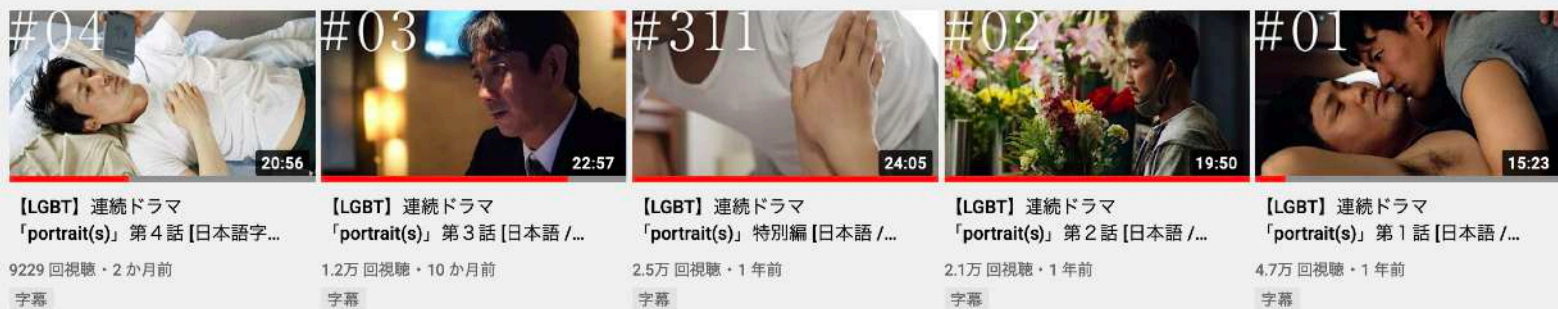 #04
20:56
【LGBT】連続ドラマ
「portrait(s)」第４話 [日本語字...
9229 回視聴・2 か月前
字幕
#03
22:57
【LGBT】連続ドラマ
「portrait(s)」第３話 [日本語 /...
1.2万 回視聴・10 か月前
字幕
#311
24:05
【LGBT】連続ドラマ
「portrait(s)」特別編 [日本語 /...
2.5万 回視聴・1 年前
字幕
#02
19:50
【LGBT】連続ドラマ
「portrait(s)」第２話 [日本語 /...
2.1万 回視聴・1 年前
字幕
#01
15:23
【LGBT】連続ドラマ
「portrait(s)」第１話 [日本語 /...
4.7万 回視聴・1 年前
字幕